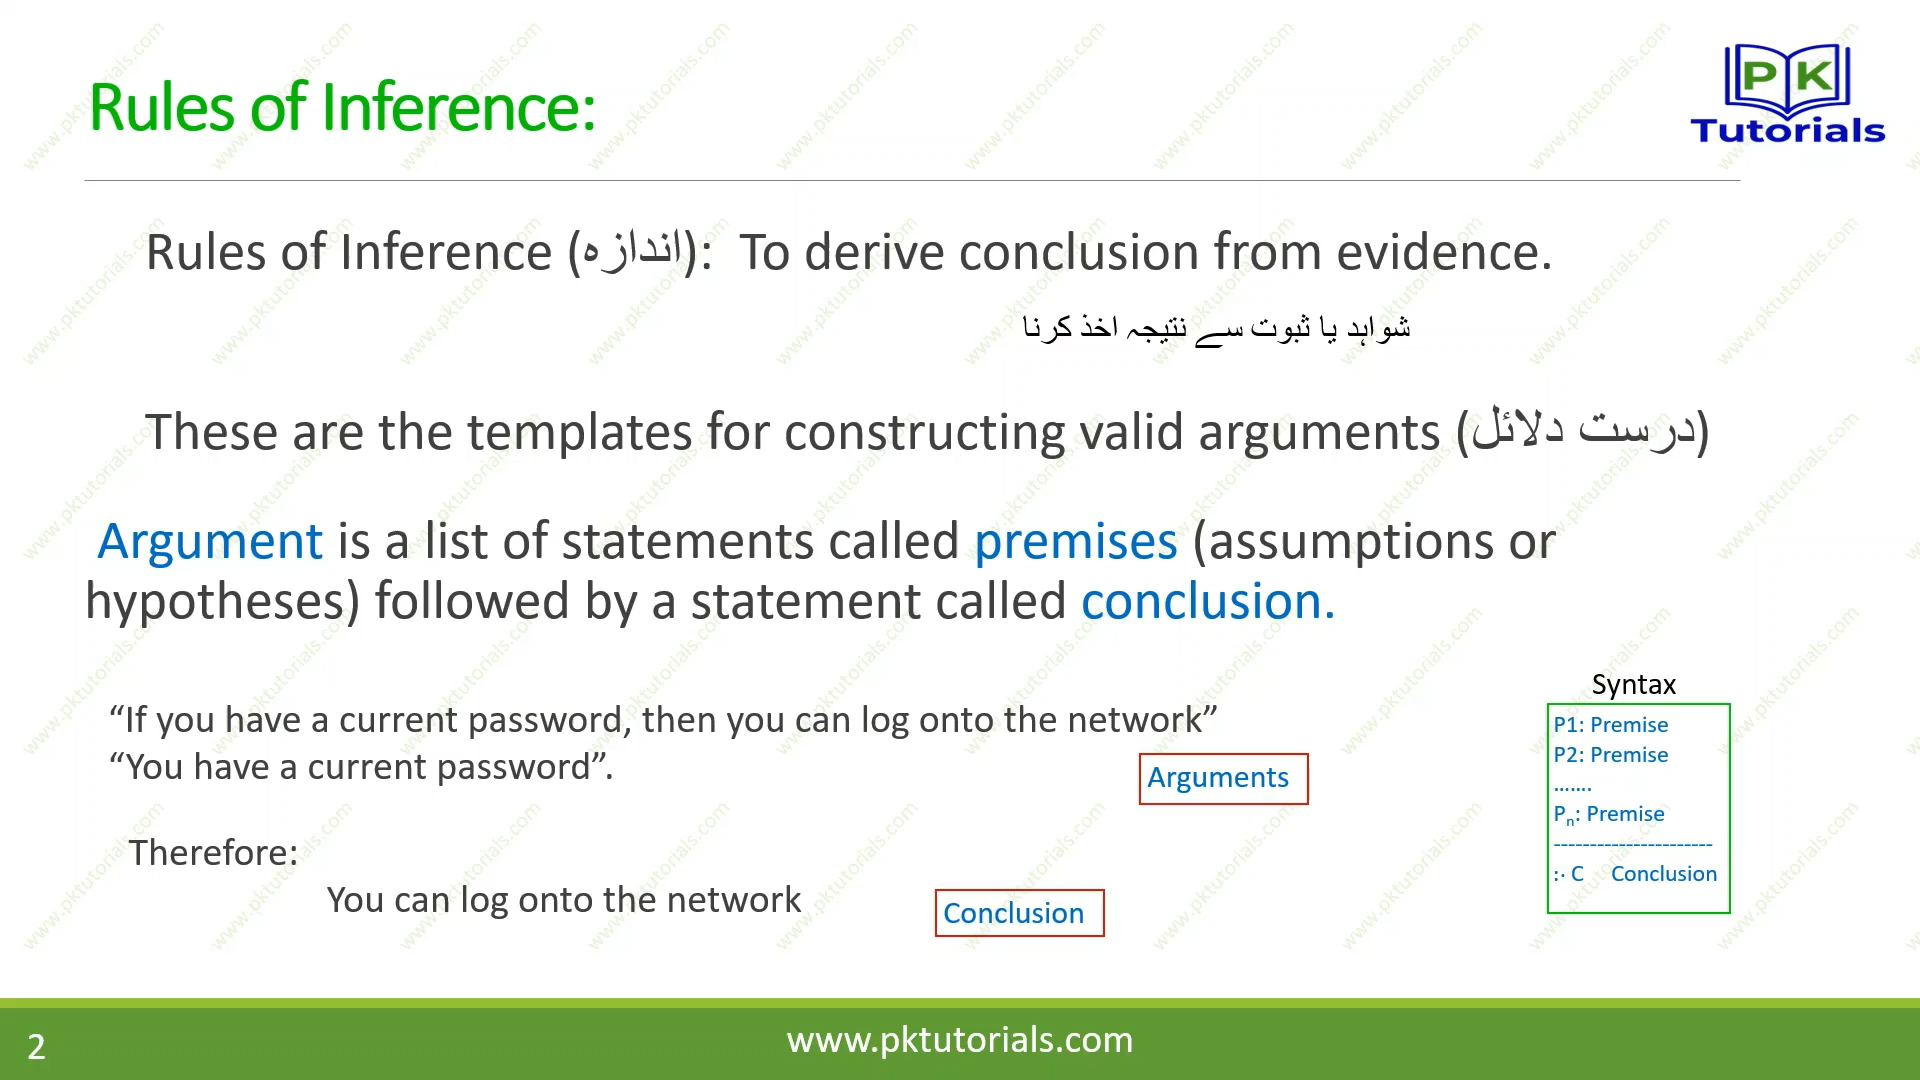 Rules of Inference:
PK
Tutorials
Rules of Inference (اندازہ):  To derive conclusion from evidence.
شواہد یا ثبوت سے نتیجہ اخذ کرنا
These are the templates for constructing valid arguments (درست دلائل)
Argument is a list of statements called premises (assumptions or
hypotheses) followed by a statement called conclusion.
“If you have a current password, then you can log onto the network”
“You have a current password”.
Arguments
Therefore:
You can log onto the network
Conclusion
Syntax
P1: Premise
P2: Premise
.......
Pn: Premise
----------------------
:· C Conclusion
2
www.pktutorials.com